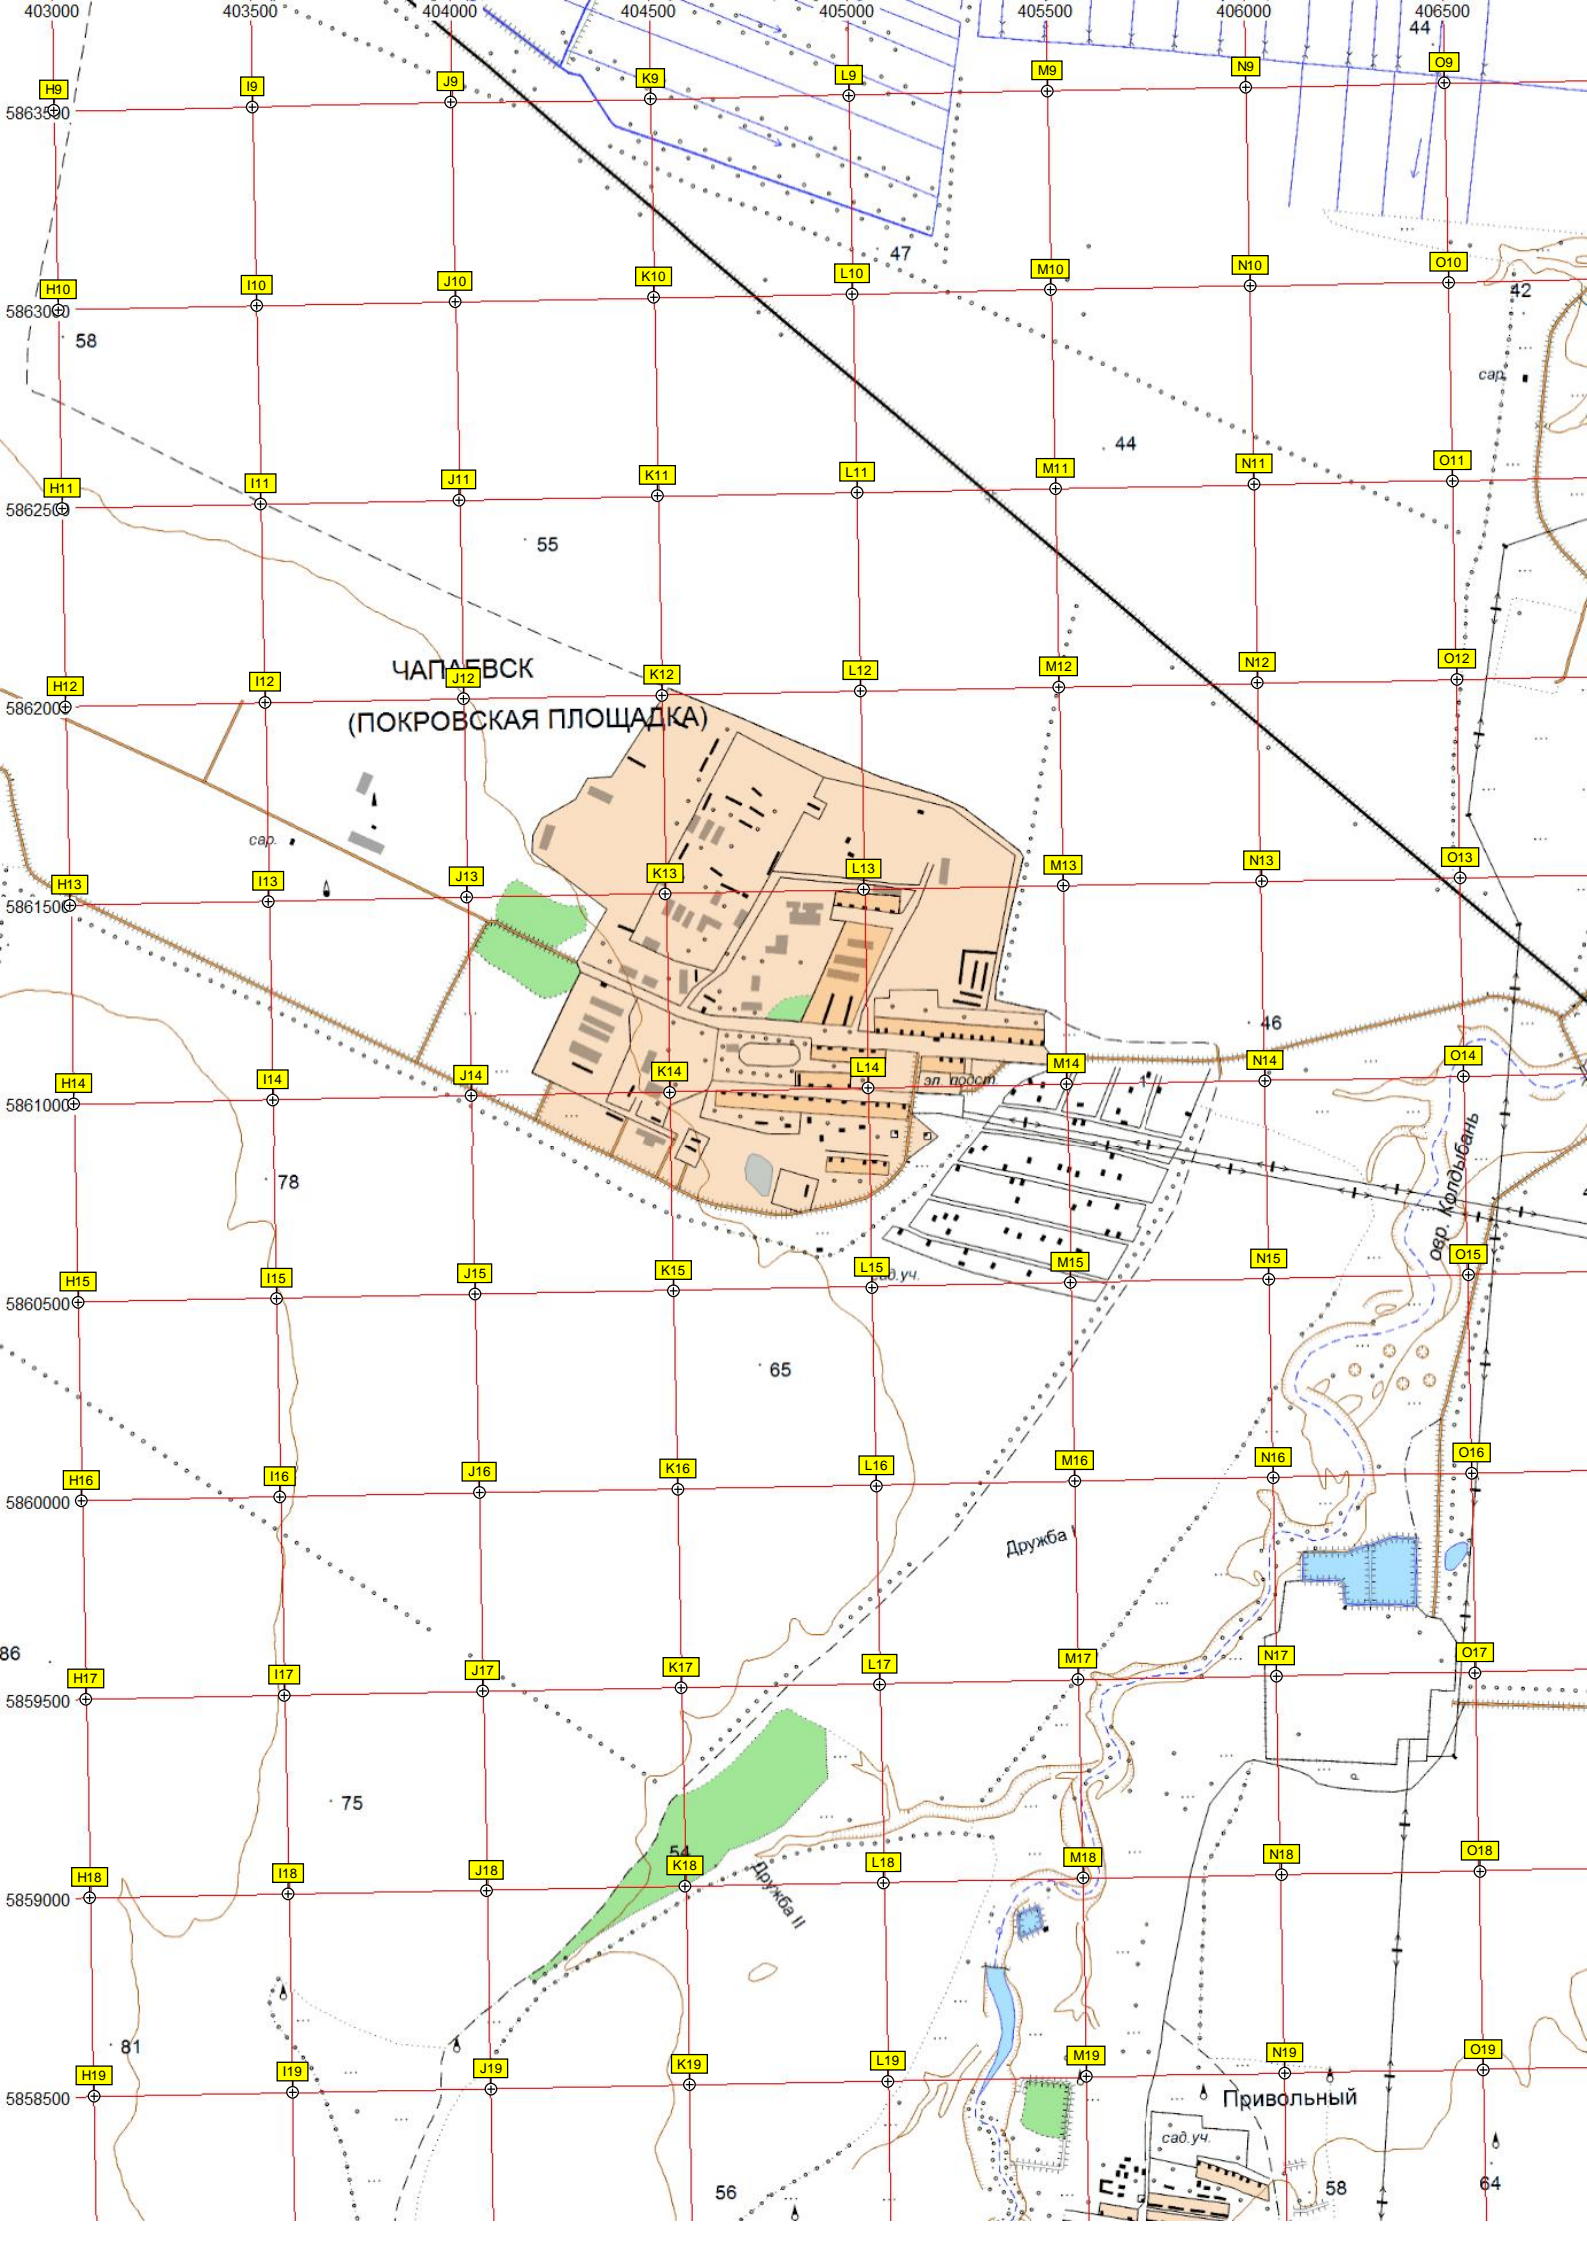 403000 403500 404000 404500 405000 405500 406000 406500
44
H9 I9 J9 K9 L9 M9 N9 O9
5863500
47
H10 I10 J10 K10 L10 M10 N10 O10
5863000
42
58
сар.
44
H11 I11 J11 K11 L11 M11 N11 O11
5862500
55
ЧАПАЕВСК
H12 I12 J12 K12 L12 M12 N12 O12
5862000
(ПОКРОВСКАЯ ПЛОЩАДКА)
сар.
H13 I13 J13 K13 L13 M13 N13 O13
5861500
46
H14 I14 J14 K14 L14 M14 N14 O14
эл. подст.
5861000
овр. Колдыбань
78
H15 I15 J15 K15 L15 M15 N15 O15
сад.уч.
5860500
65
H16 I16 J16 K16 L16 M16 N16 O16
5860000
Дружба I
86
H17 I17 J17 K17 L17 M17 N17 O17
5859500
75
54
H18 I18 J18 K18 L18 M18 N18 O18
5859000
Дружба II
81
H19 I19 J19 K19 L19 M19 N19 O19
5858500
Привольный
сад.уч.
56
58
64